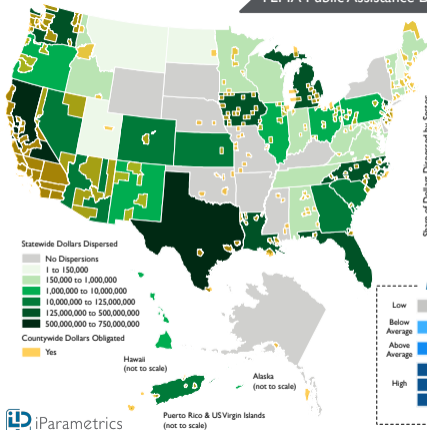 FEMA Public Assistance D
Statewide Dollars Dispersed
No Dispersions
1 to 150,000
150,000 to 1,000,000
1,000,000 to 10,000,000
10,000,000 to 125,000,000
125,000,000 to 500,000,000
500,000,000 to 750,000,000
Countywide Dollars Obligated
Yes
Hawaii
(not to scale)
Alaska
(not to scale)
Puerto Rico & US Virgin Islands
(not to scale)
Low
Below
Average
Above
Average
High
iParametrics